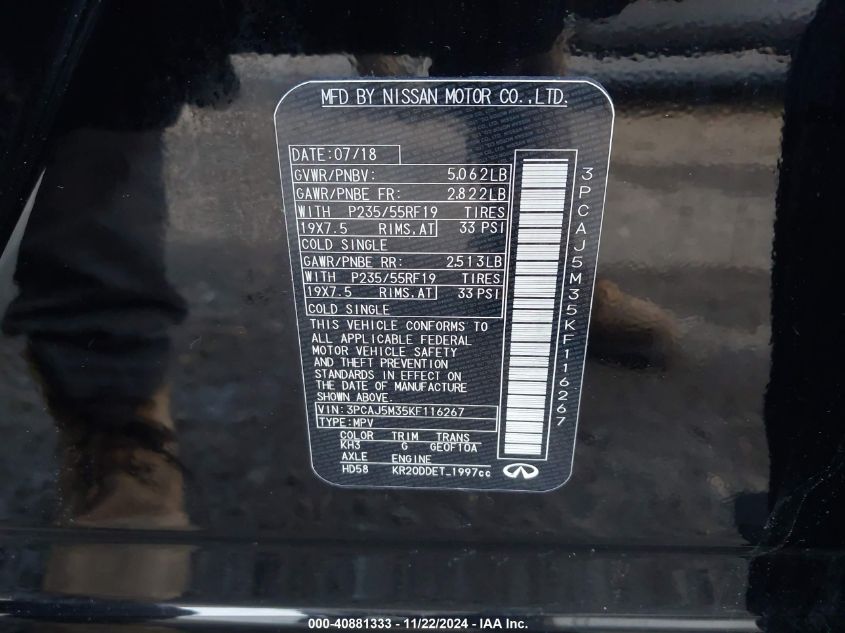 MFD BY NISSAN MOTOR CO.,LTD.
DATE:07/18
GVWR/PNBV: 5,062LB
GAWR/PNBE FR: 2,822LB
WITH P235/55RF19 TIRES
19X7.5 RIMS,AT 33 PSI
COLD SINGLE
GAWR/PNBE RR: 2,513LB
WITH P235/55RF19 TIRES
19X7.5 RIMS,AT 33 PSI
COLD SINGLE
THIS VEHICLE CONFORMS TO
ALL APPLICABLE FEDERAL
MOTOR VEHICLE SAFETY
AND THEFT PREVENTION
STANDARDS IN EFFECT ON
THE DATE OF MANUFACTURE
SHOWN ABOVE.
VIN:3PCAJ5M35KF116267
TYPE:MPV
COLOR TRIM TRANS
KH3 G GE0F10A
AXLE ENGINE
HD58 KR20DDET_1997cc
3PCAJ5M35KF116267
000-40881333 - 11/22/2024 - IAA Inc.